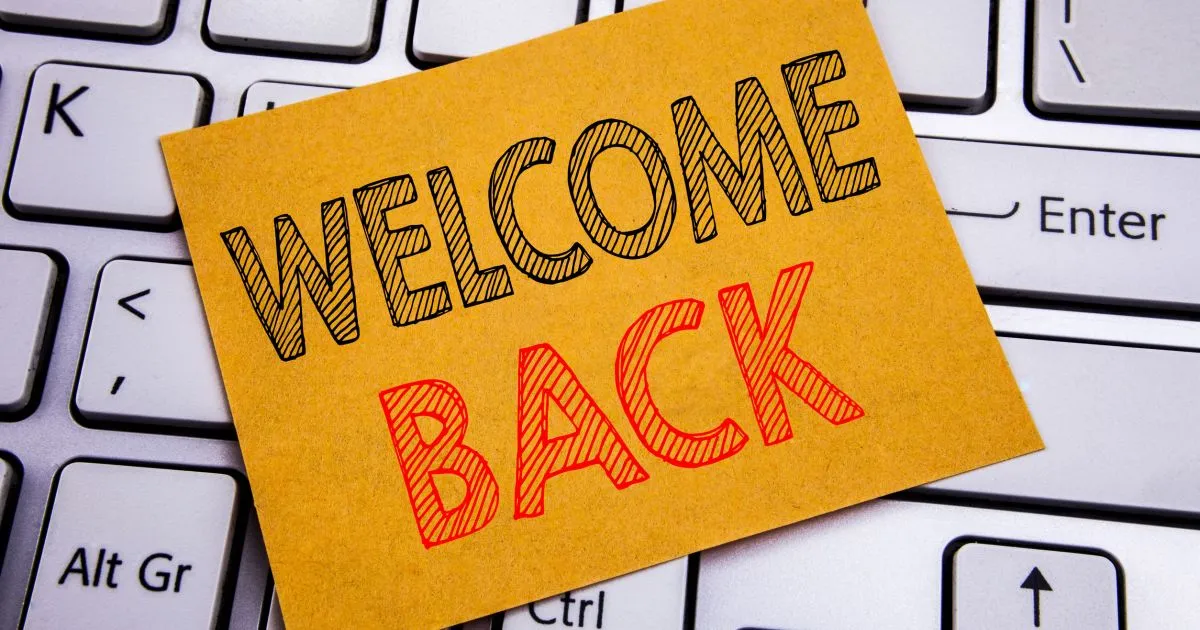 K
WELCOME
\
Enter
BACK
<
,
Alt Gr
Ctrl